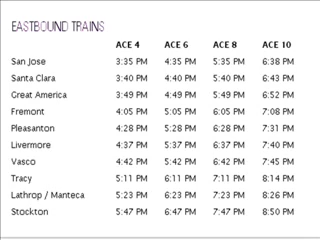 EASTBOUND TRAINS
ACE 4 ACE 6 ACE 8 ACE 10
San Jose 3:35 PM 4:35 PM 5:35 PM 6:38 PM
Santa Clara 3:40 PM 4:40 PM 5:40 PM 6:43 PM
Great America 3:49 PM 4:49 PM 5:49 PM 6:52 PM
Fremont 4:05 PM 5:05 PM 6:05 PM 7:08 PM
Pleasanton 4:28 PM 5:28 PM 6:28 PM 7:31 PM
Livermore 4:37 PM 5:37 PM 6:37 PM 7:40 PM
Vasco 4:42 PM 5:42 PM 6:42 PM 7:45 PM
Tracy 5:11 PM 6:11 PM 7:11 PM 8:14 PM
Lathrop / Manteca 5:23 PM 6:23 PM 7:23 PM 8:26 PM
Stockton 5:47 PM 6:47 PM 7:47 PM 8:50 PM